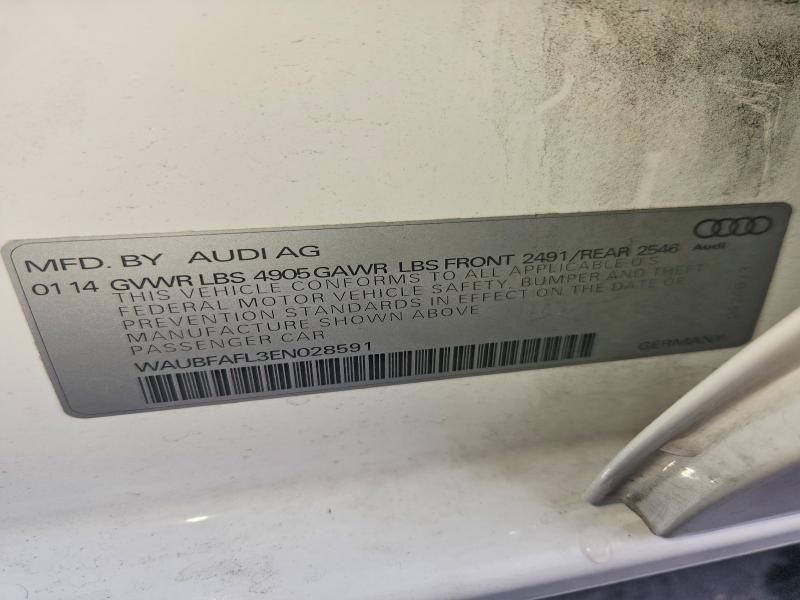 MFD. BY AUDI AG
Audi
01 14 GVWR LBS 4905 GAWR LBS FRONT 2491/REAR 2546
THIS VEHICLE CONFORMS TO ALL APPLICABLE U.S.
FEDERAL MOTOR VEHICLE SAFETY, BUMPER AND THEFT
PREVENTION STANDARDS IN EFFECT ON THE DATE OF
MANUFACTURE SHOWN ABOVE
PASSENGER CAR
WAUBFAFL3EN028591
GERMANY